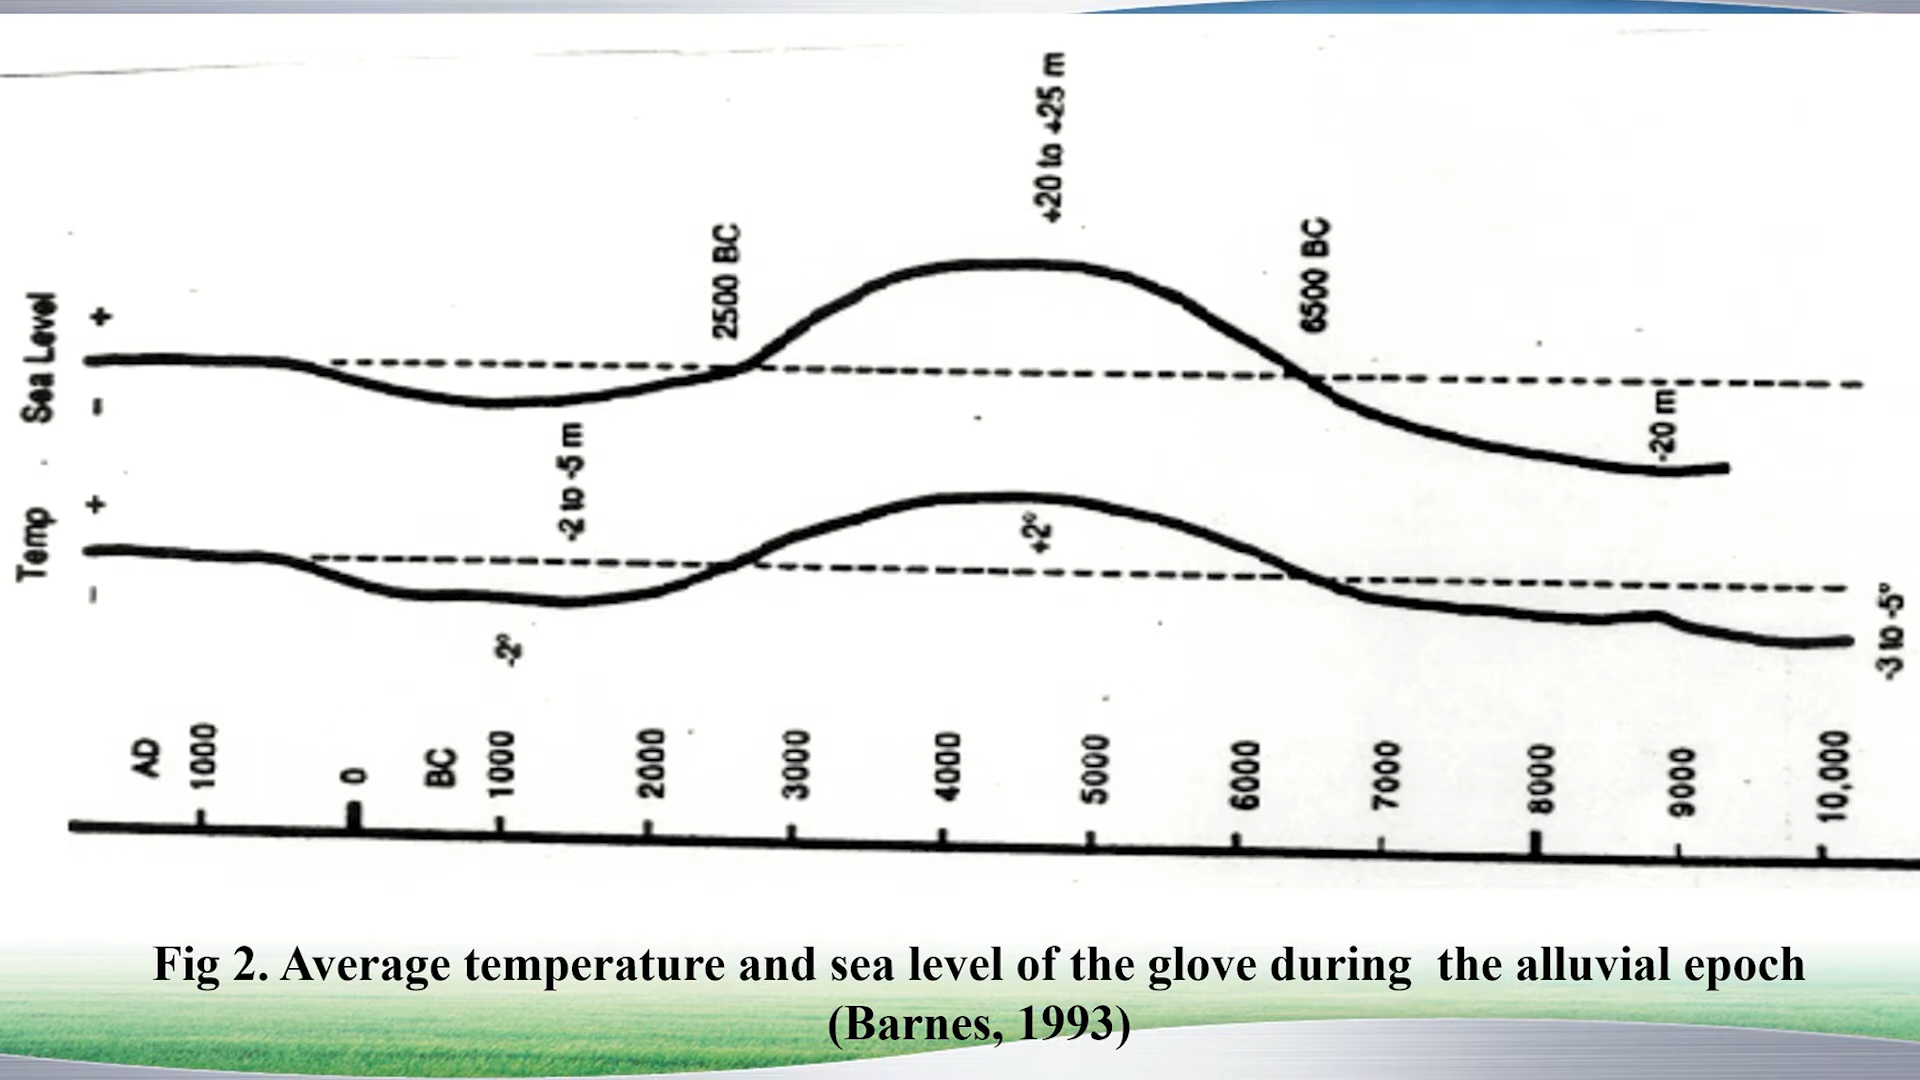 +20 to +25 m
2500 BC
6500 BC
Sea Level
+
-
-20 m
-2 to -5 m
Temp
+
-
+2°
-2°
-3 to -5°
AD
1000
0
BC
1000
2000
3000
4000
5000
6000
7000
8000
9000
10,000
Fig 2. Average temperature and sea level of the glove during the alluvial epoch
(Barnes, 1993)